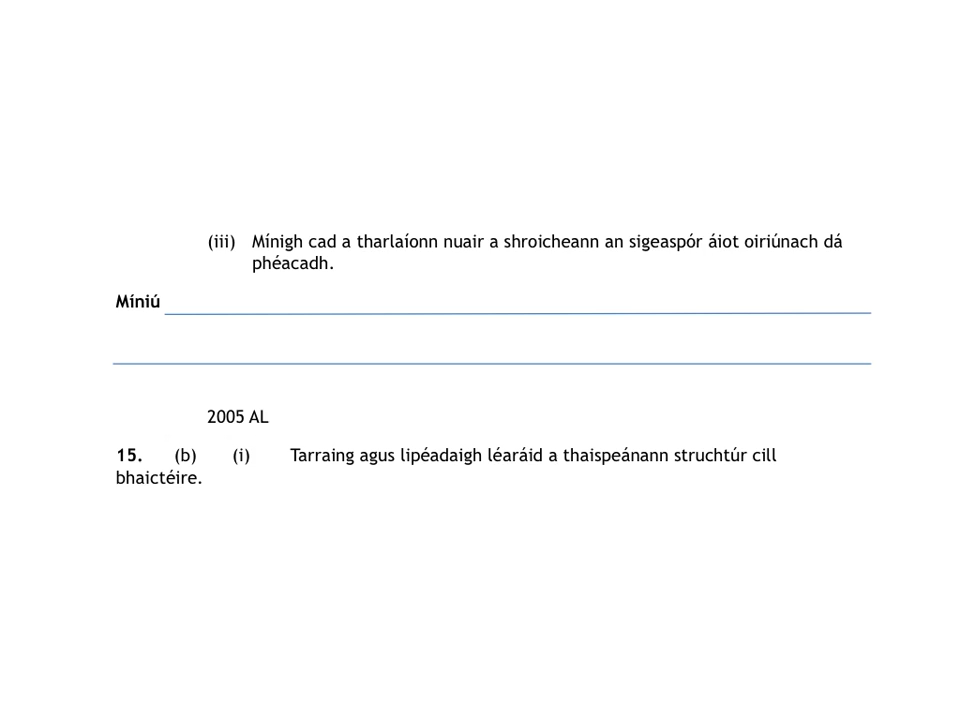 (iii) Mínigh cad a tharlaíonn nuair a shroicheann an sigeaspór áiot oiriúnach dá
phéacadh.
Míniú
2005 AL
15. (b) (i) Tarraing agus lipéadaigh léaráid a thaispeánann struchtúr cill
bhaictéire.